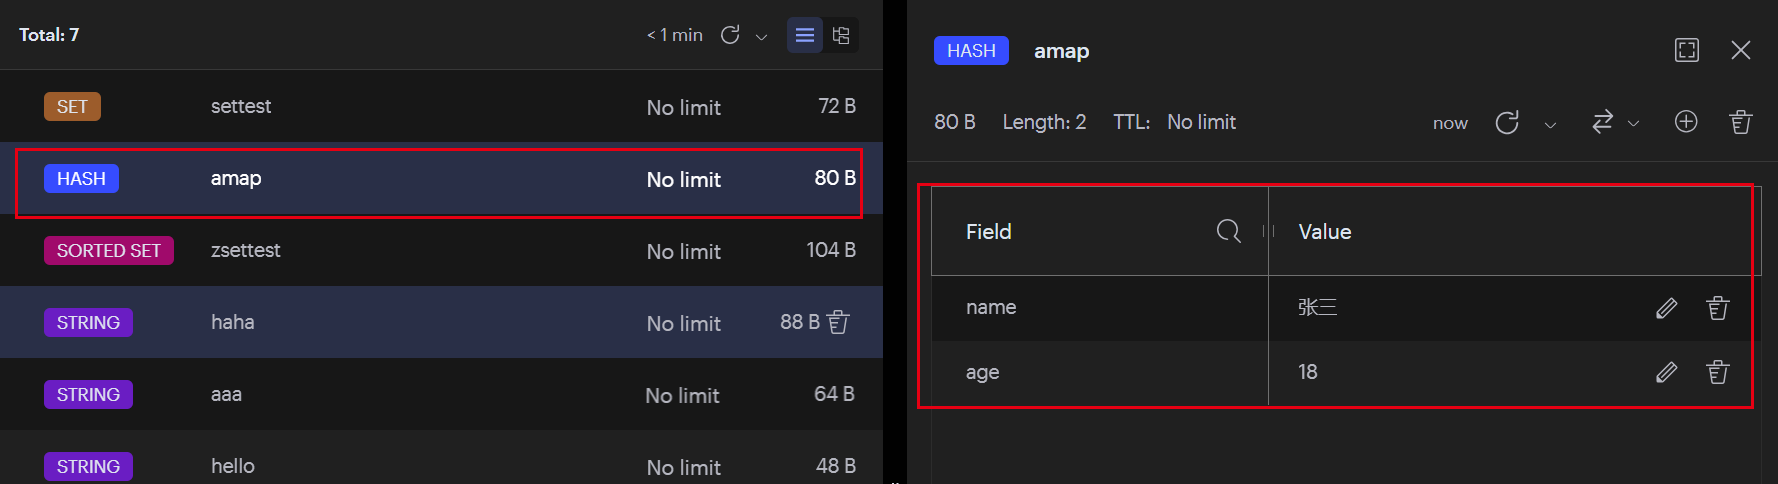 Total: 7 < 1 min
SET settest No limit 72 B
HASH amap No limit 80 B
SORTED SET zsettest No limit 104 B
STRING haha No limit 88 B
STRING aaa No limit 64 B
STRING hello No limit 48 B
HASH amap
80 B Length: 2 TTL: No limit now
Field Value
name 张三
age 18